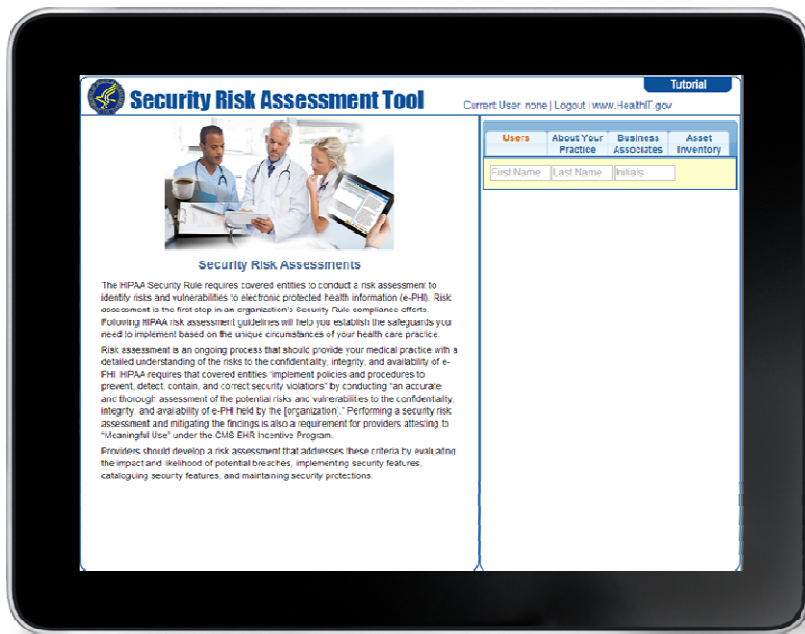 Tutorial
Security Risk Assessment Tool
Current User: none | Logout | www.HealthIT.gov
Users
About Your
Practice
Business
Associates
Asset
Inventory
First Name
Last Name
Initials
Security Risk Assessments
The HIPAA Security Rule requires covered entities to conduct a risk assessment to
identify risks and vulnerabilities to electronic protected health information (e-PHI). Risk
assessment is the first step in an organization's Security Rule compliance efforts.
Following HIPAA risk assessment guidelines will help you establish the safeguards you
need to implement based on the unique circumstances of your health care practice.
Risk assessment is an ongoing process that should provide your medical practice with a
detailed understanding of the risks to the confidentiality, integrity, and availability of e-
PHI. HIPAA requires that covered entities "implement policies and procedures to
prevent, detect, contain, and correct security violations" by conducting "an accurate
and thorough assessment of the potential risks and vulnerabilities to the confidentiality,
integrity, and availability of e-PHI held by the [organization]." Performing a security risk
assessment and mitigating the findings is also a requirement for providers attesting to
"Meaningful Use" under the CMS EHR Incentive Program.
Providers should develop a risk assessment that addresses these criteria by evaluating
the impact and likelihood of potential breaches, implementing security features,
cataloguing security features, and maintaining security protections.